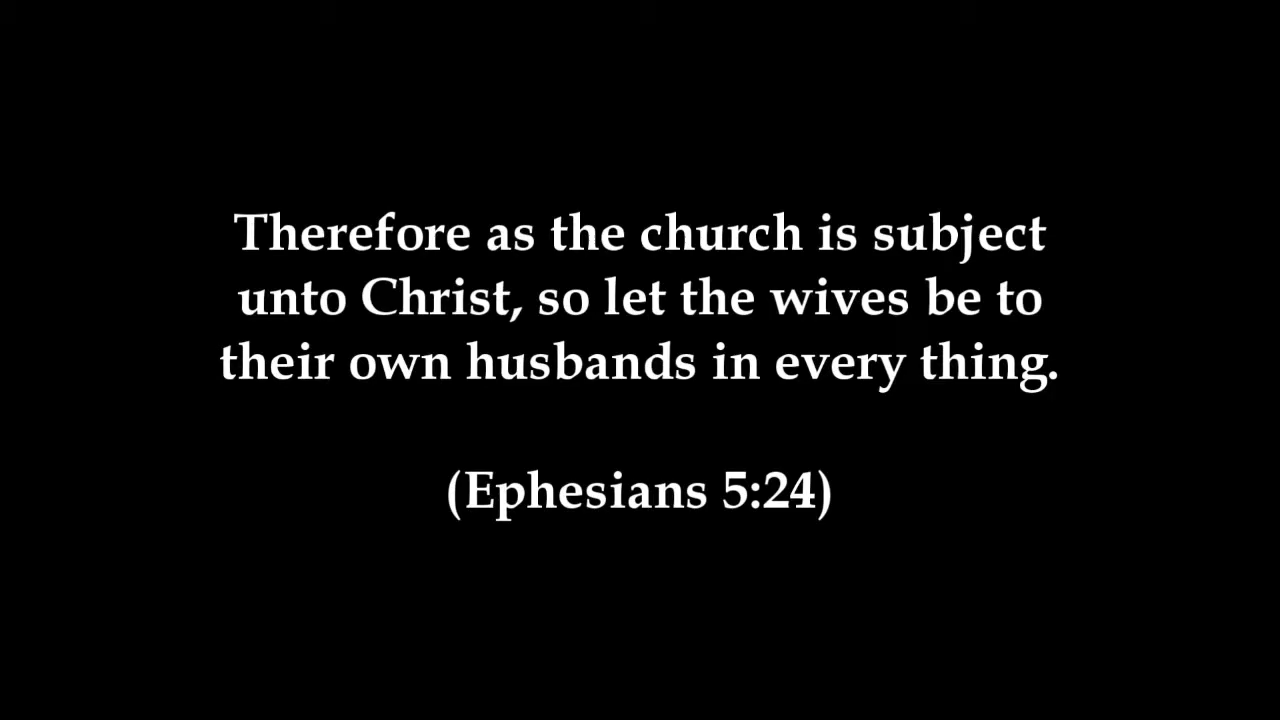 Therefore as the church is subject
unto Christ, so let the wives be to
their own husbands in every thing.
(Ephesians 5:24)